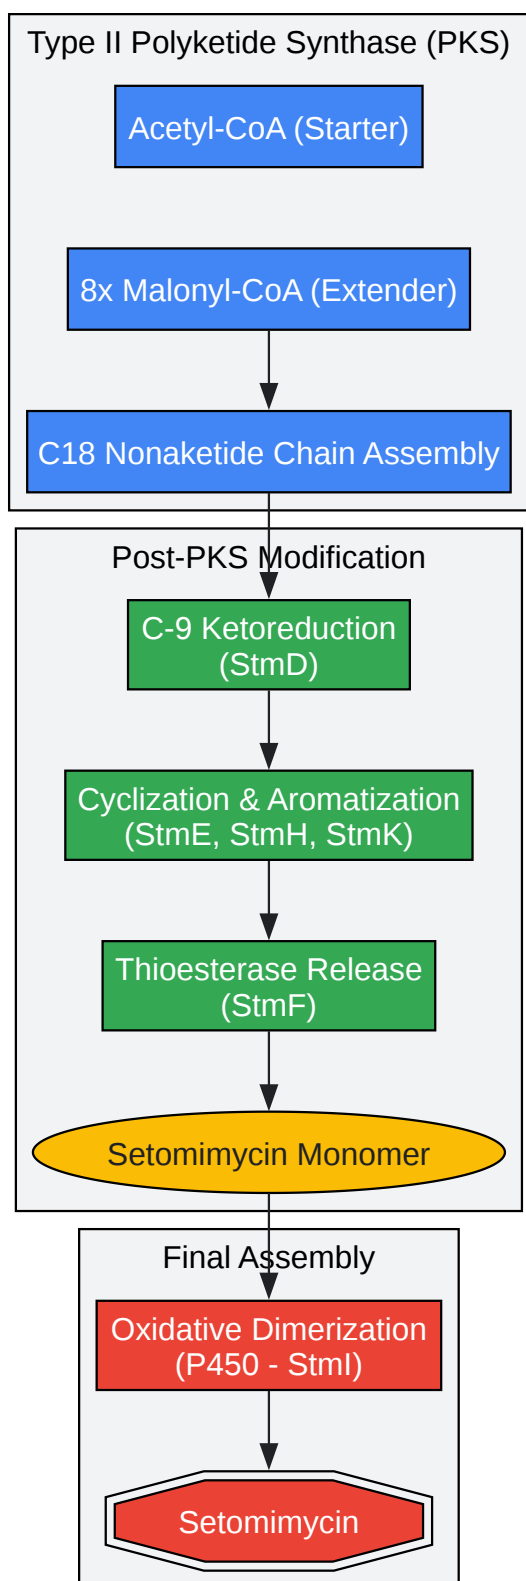 Type II Polyketide Synthase (PKS)
Acetyl-CoA (Starter)
8x Malonyl-CoA (Extender)
C18 Nonaketide Chain Assembly
Post-PKS Modification
C-9 Ketoreduction
(StmD)
Cyclization & Aromatization
(StmE, StmH, StmK)
Thioesterase Release
(StmF)
Setomimycin Monomer
Final Assembly
Oxidative Dimerization
(P450 - StmI)
Setomimycin